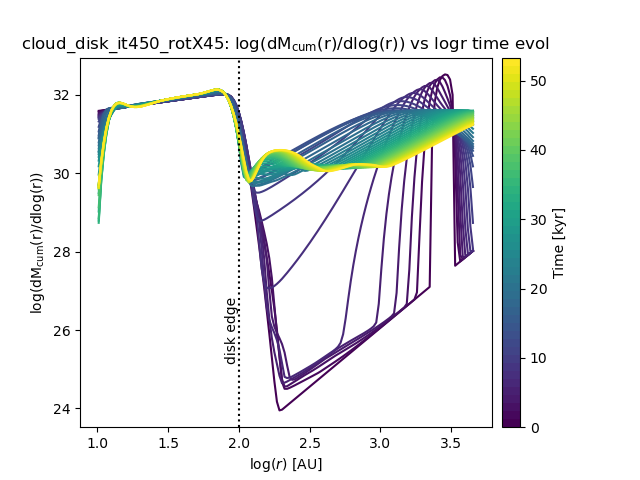 cloud_disk_it450_rotX45: log(dMcum(r)/dlog(r)) vs logr time evol
log(dMcum(r)/dlog(r))
32
30
28
26
24
disk edge
1.0 1.5 2.0 2.5 3.0 3.5
log(r) [AU]
50
40
30
20
10
0
Time [kyr]